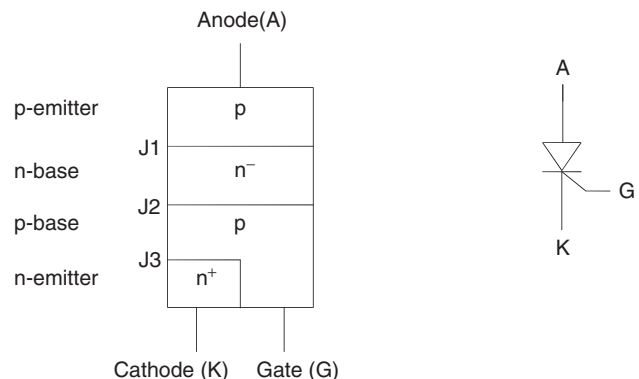 Anode(A)
p-emitter
p
J1
n-base
n⁻
J2
p-base
p
J3
n-emitter
n⁺
Cathode (K)
Gate (G)
A
G
K